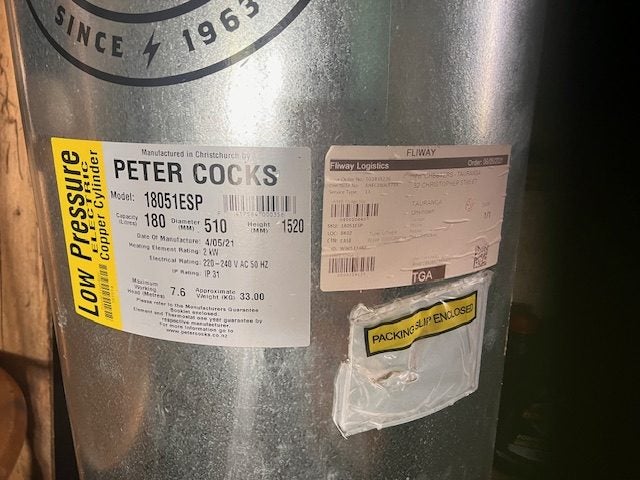 SINCE 1963
Low Pressure
ELECTRIC
Copper Cylinder
Manufactured in Christchurch by
PETER COCKS
Model: 18051ESP
Capacity (Litres) 180 Diameter (MM) 510 Height (MM) 1520
Date Of Manufacture: 4/05/21
Heating Element Rating: 2 kW
Electrical Rating: 220-240 V AC 50 HZ
IP Rating: IP 31
Maximum Working Head (Metres) 7.6 Approximate Weight (KG) 33.00
Please refer to the Manufacturers Guarantee
Booklet enclosed.
Element and Thermostat one year guarantee by
respective manufacturer.
For more information go to
www.petercocks.co.nz
FLIWAY
Fliway Logistics
TAURANGA
1/1
TGA
PACKING SLIP ENCLOSED